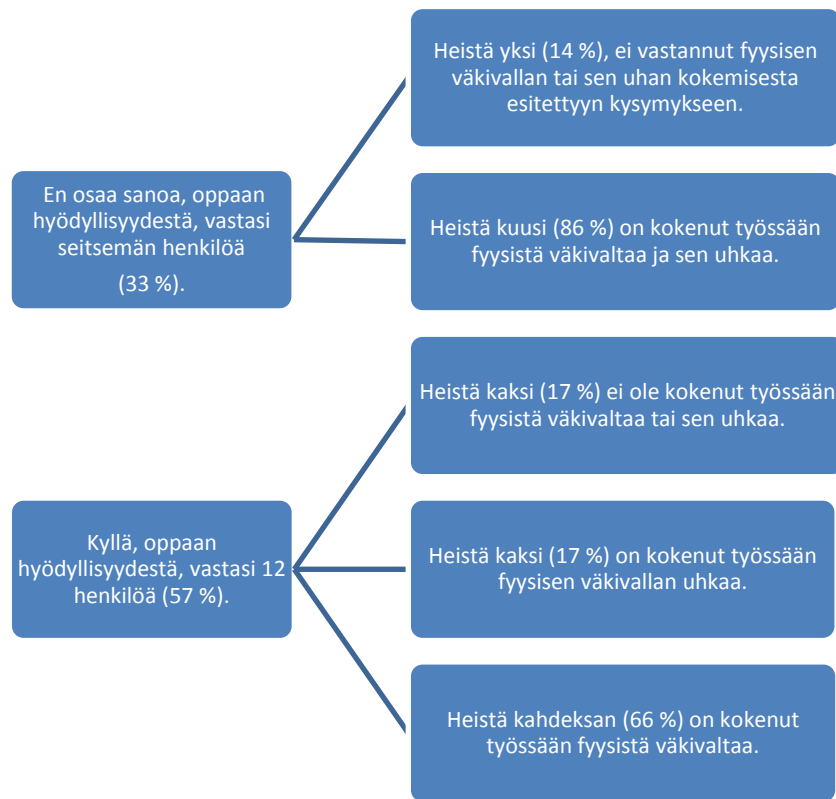 Heistä yksi (14 %), ei vastannut fyysisen
väkivallan tai sen uhan kokemisesta
esitettyyn kysymykseen.
En osaa sanoa, oppaan
hyödyllisyydestä, vastasi
seitsemän henkilöä
(33 %).
Heistä kuusi (86 %) on kokenut työssään
fyysistä väkivaltaa ja sen uhkaa.
Heistä kaksi (17 %) ei ole kokenut työssään
fyysistä väkivaltaa tai sen uhkaa.
Kyllä, oppaan
hyödyllisyydestä, vastasi 12
henkilöä (57 %).
Heistä kaksi (17 %) on kokenut työssään
fyysisen väkivallan uhkaa.
Heistä kahdeksan (66 %) on kokenut
työssään fyysistä väkivaltaa.